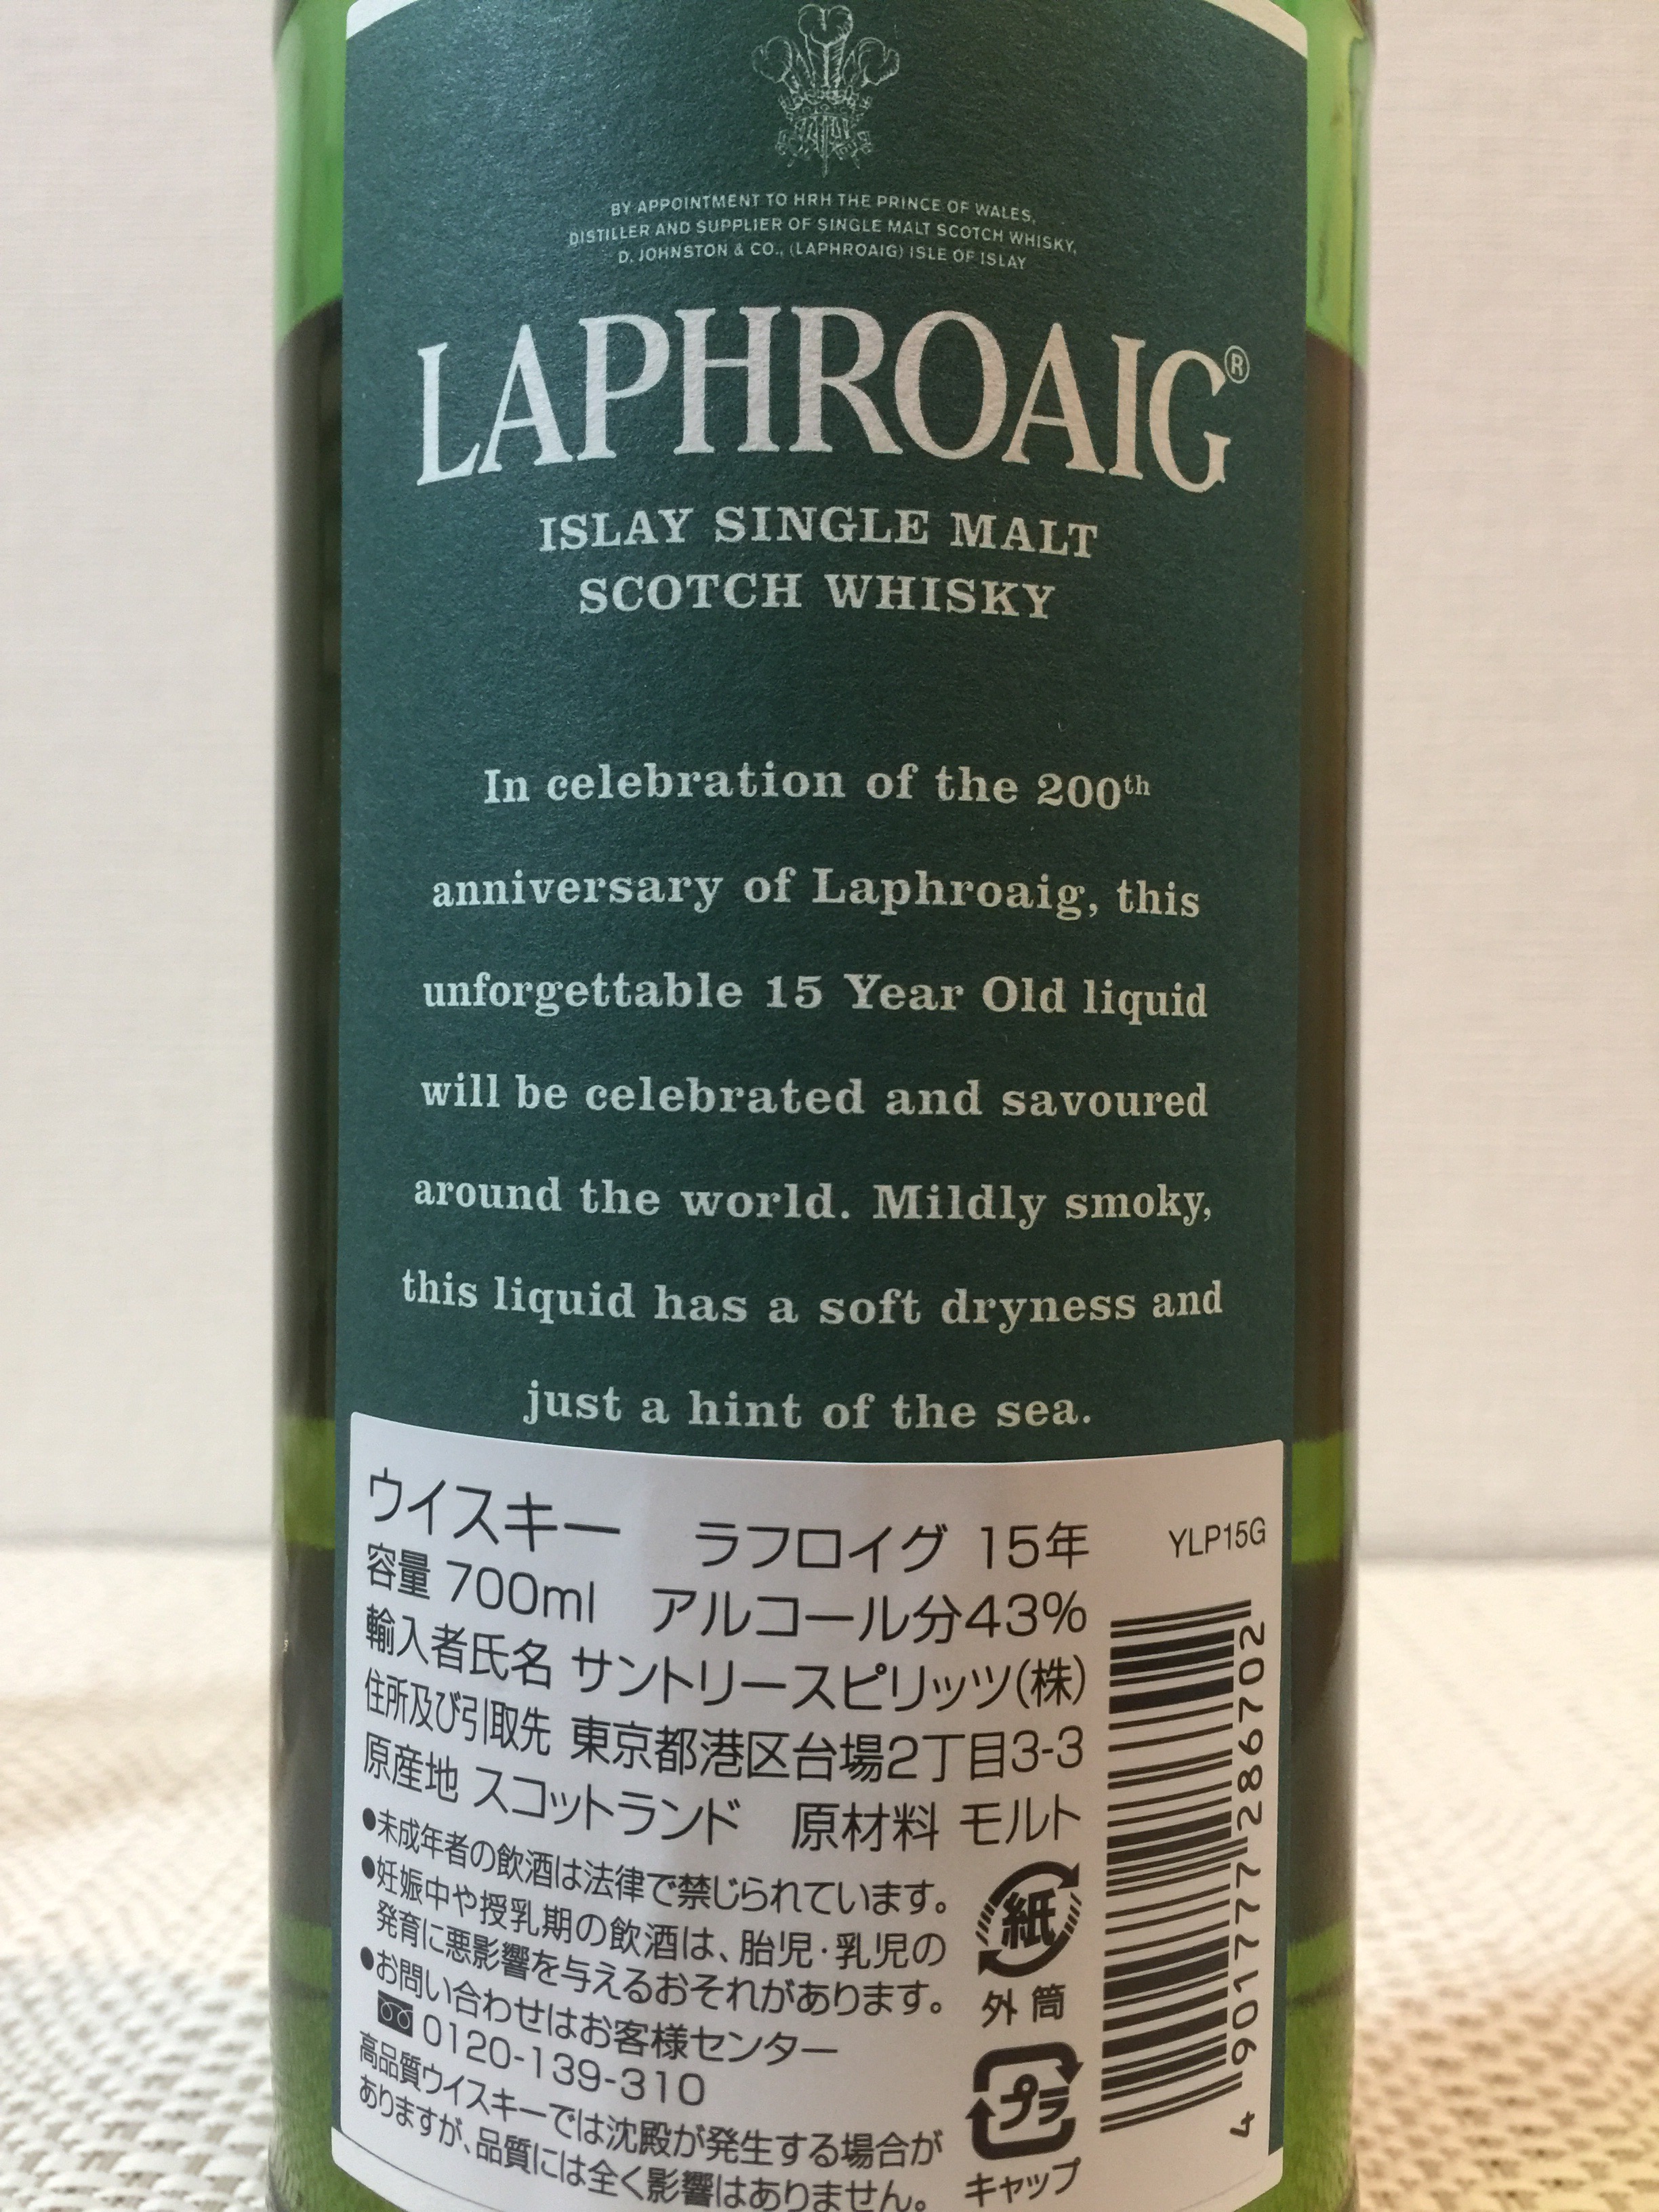 BY APPOINTMENT TO HRH THE PRINCE OF WALES,
DISTILLER AND SUPPLIER OF SINGLE MALT SCOTCH WHISKY,
D. JOHNSTON & CO., (LAPHROAIG) ISLE OF ISLAY
LAPHROAIG®
ISLAY SINGLE MALT
SCOTCH WHISKY
In celebration of the 200th
anniversary of Laphroaig, this
unforgettable 15 Year Old liquid
will be celebrated and savoured
around the world. Mildly smoky,
this liquid has a soft dryness and
just a hint of the sea.
ウイスキー ラフロイグ 15年 YLP15G
容量 700ml アルコール分43%
輸入者氏名 サントリースピリッツ(株)
住所及び引取先 東京都港区台場2丁目3-3
原産地 スコットランド 原材料 モルト
●未成年者の飲酒は法律で禁じられています。
●妊娠中や授乳期の飲酒は、胎児・乳児の
発育に悪影響を与えるおそれがあります。
●お問い合わせはお客様センター
0120-139-310
高品質ウイスキーでは沈殿が発生する場合が
ありますが、品質には全く影響はありません。
紙
外筒
プラ
キャップ
4 901777 286702